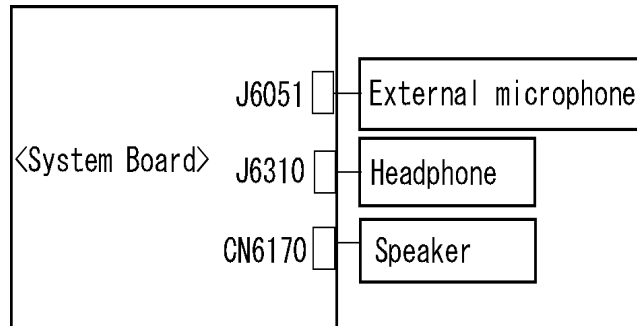 J6051 External microphone
<System Board> J6310 Headphone
CN6170 Speaker